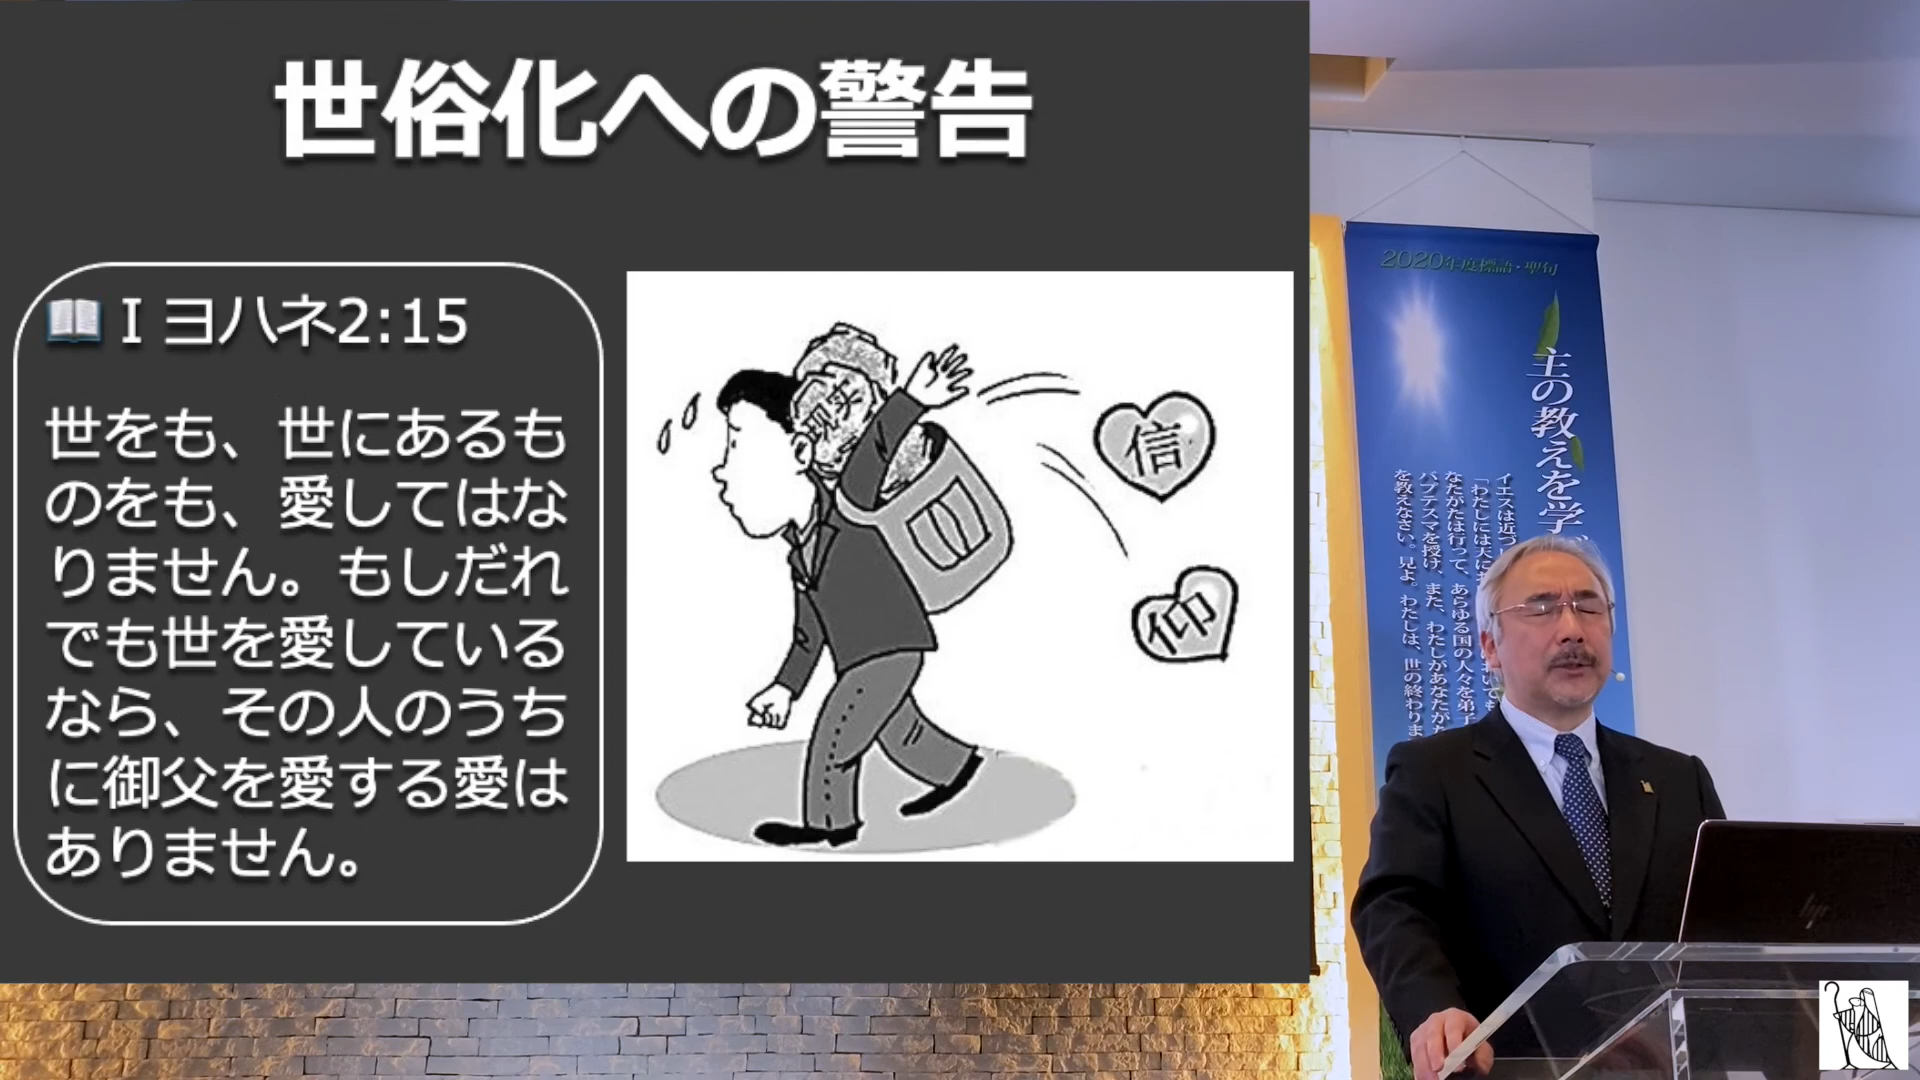 世俗化への警告
📖 I ヨハネ2:15
世をも、世にあるも
のをも、愛してはな
りません。もしだれ
でも世を愛している
なら、その人のうち
に御父を愛する愛は
ありません。
信
仰
2020年度標語・聖句
主の教えを学
イエスは近づ
「わたしには天に
なたがたは行って、あらゆる国の人々を弟子
バプテスマを授け、また、わたしがあなたがた
を教えなさい。見よ。わたしは、世の終わりま
hp